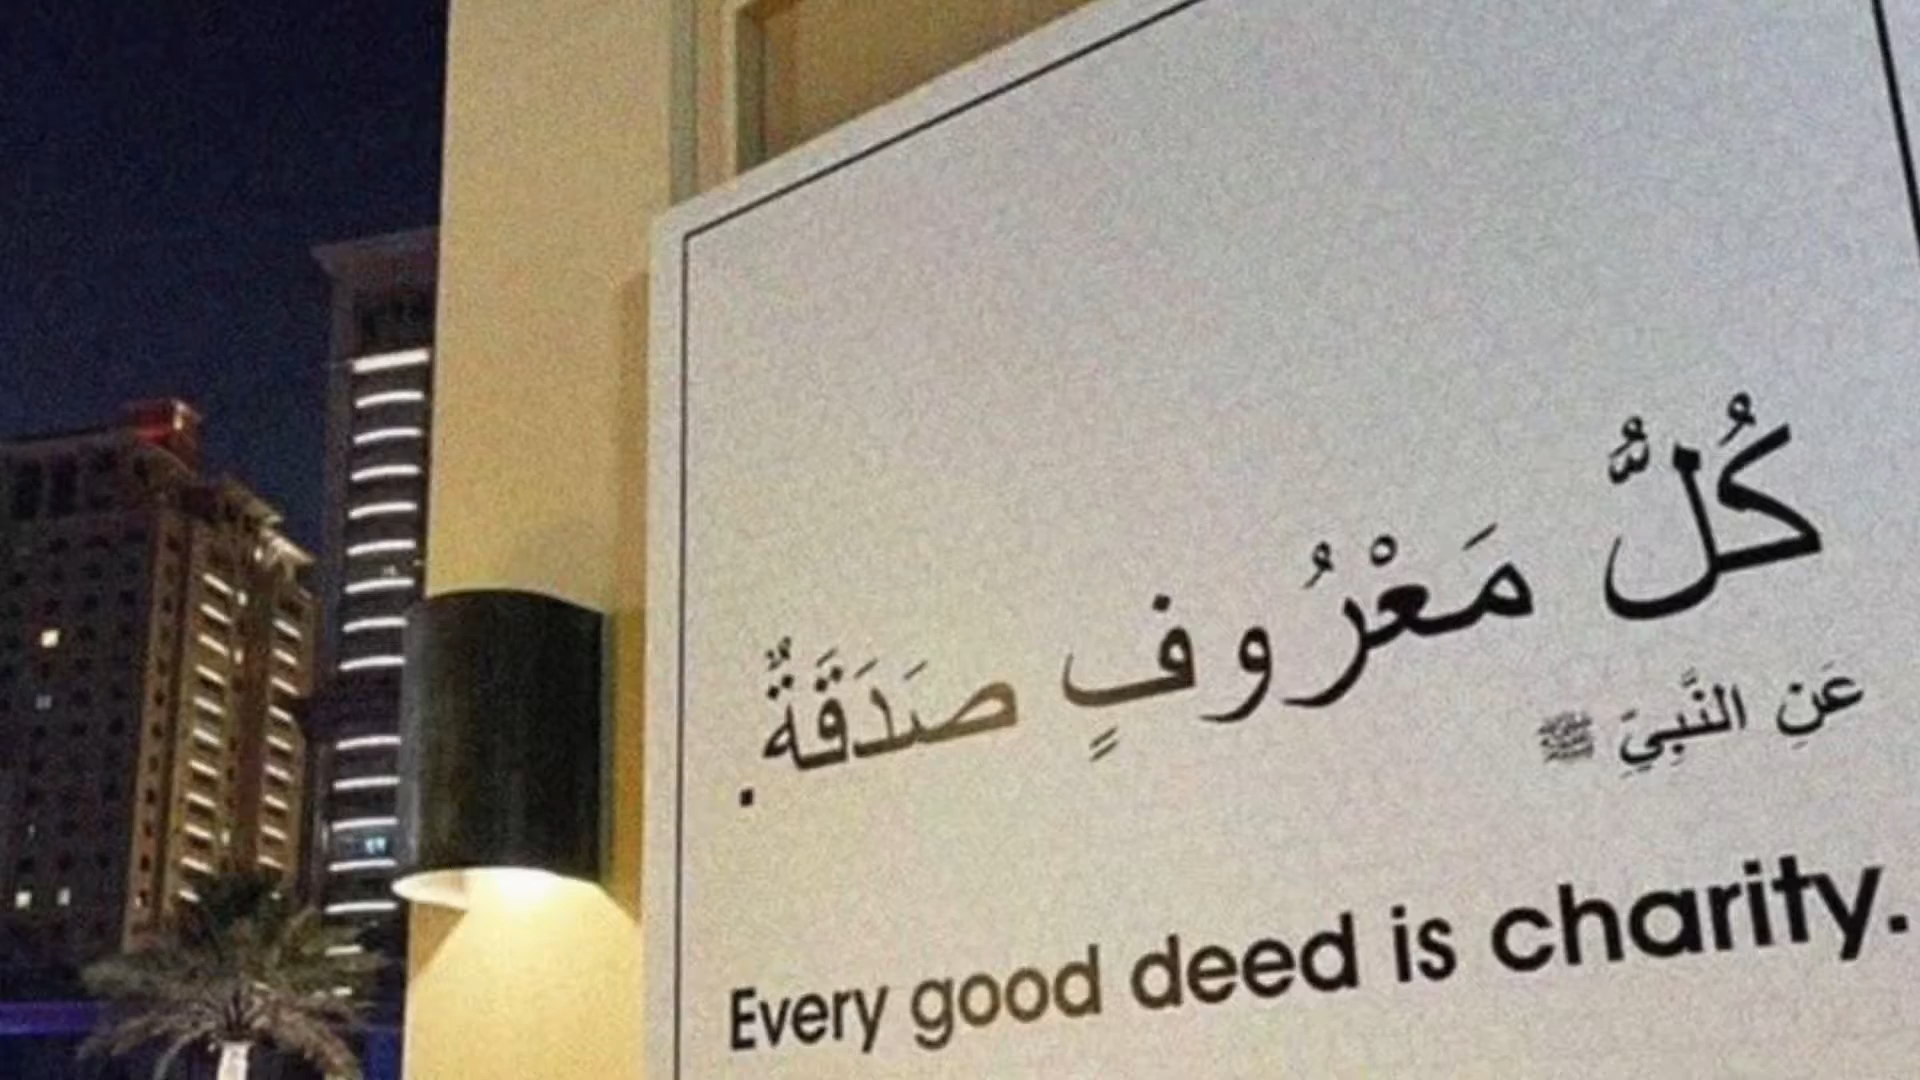 كُلُّ مَعْرُوفٍ صَدَقَةٌ.
عَنِ النَّبِيِّ ﷺ
Every good deed is charity.